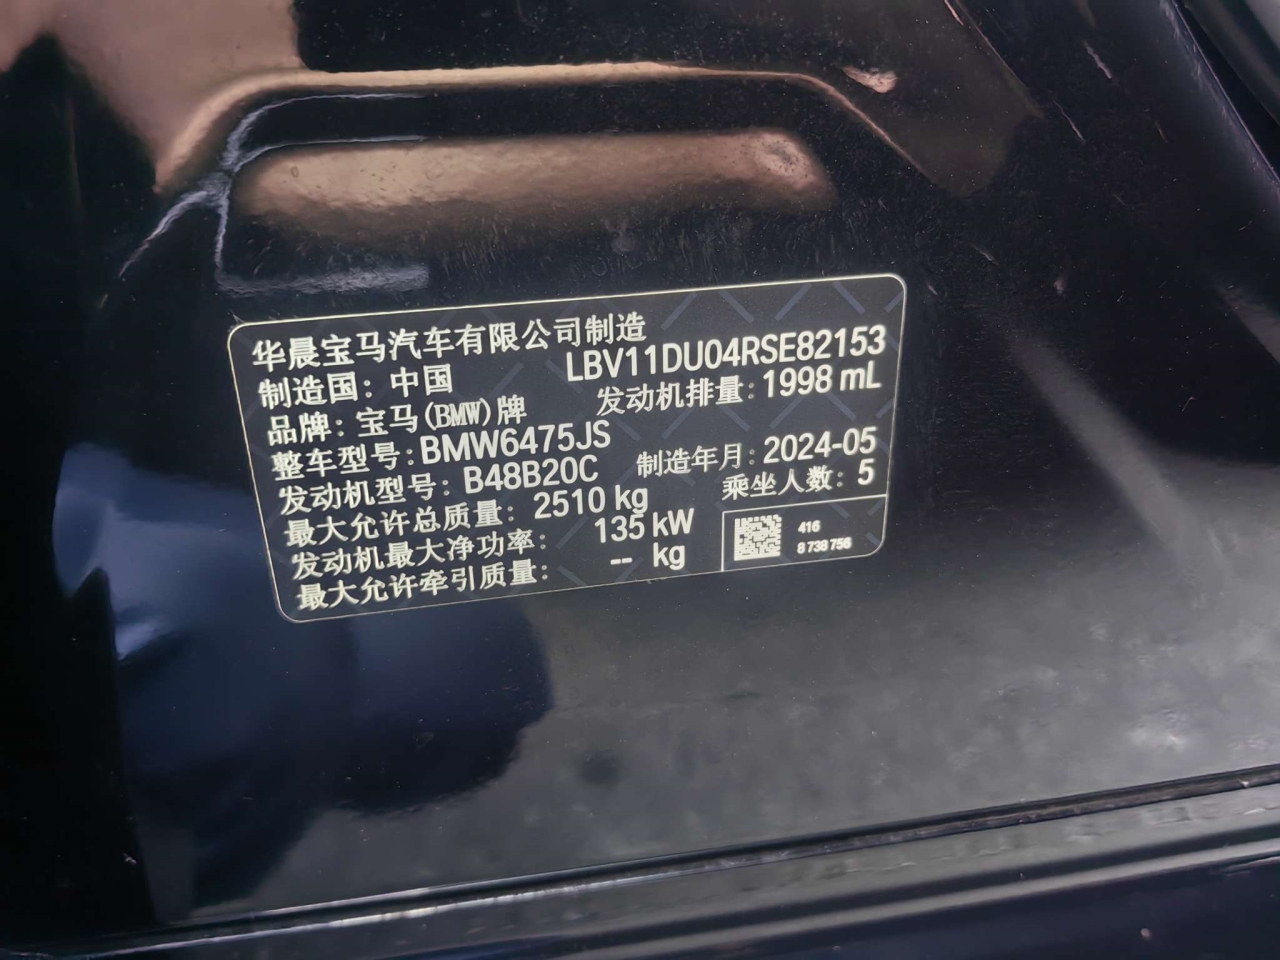 华晨宝马汽车有限公司制造
制造国：中国 LBV11DU04RSE82153
品牌：宝马(BMW)牌 发动机排量：1998 mL
整车型号：BMW6475JS
发动机型号：B48B20C 制造年月：2024-05
最大允许总质量：2510 kg 乘坐人数：5
发动机最大净功率：135 kW
最大允许牵引质量：-- kg
416
8 738 756